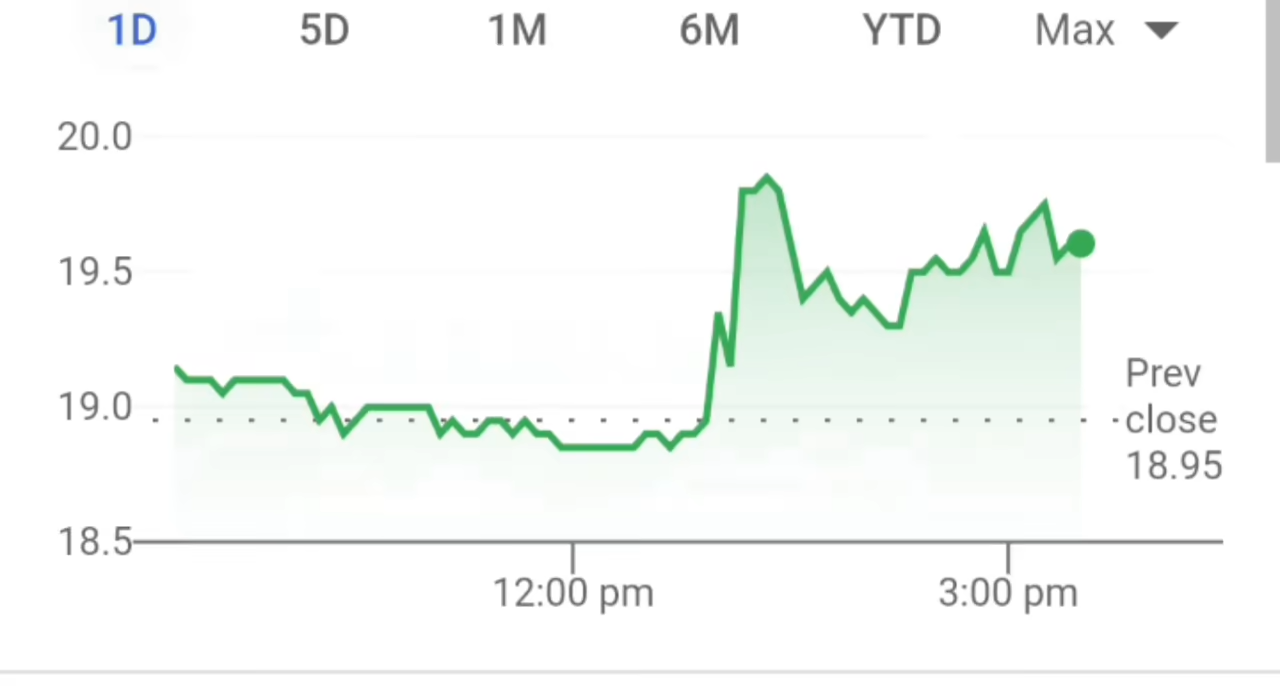 1D 5D 1M 6M YTD Max
20.0
19.5
19.0
18.5
Prev
close
18.95
12:00 pm 3:00 pm